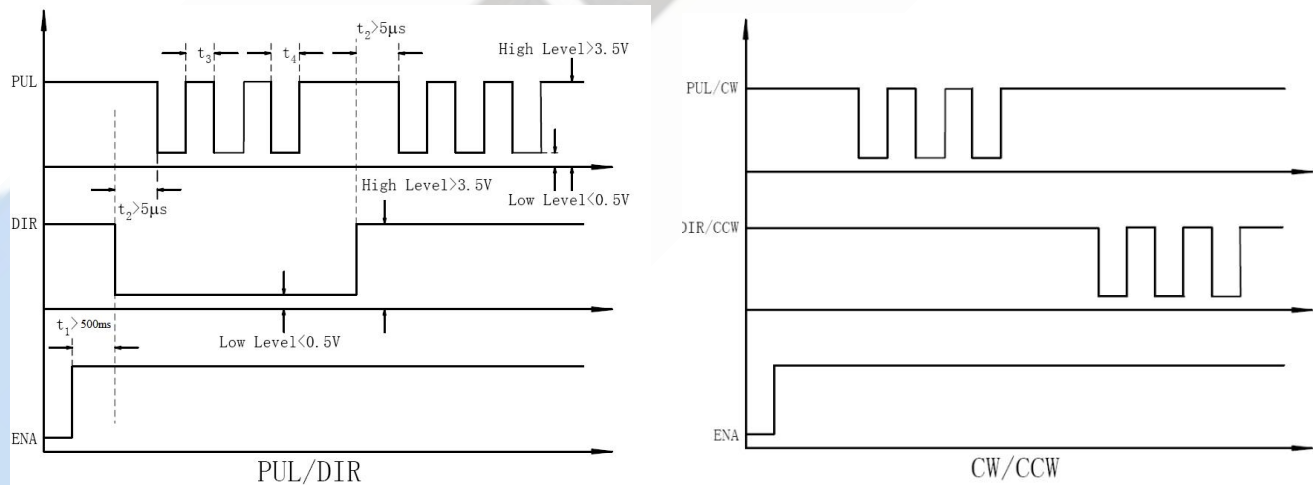 t2>5μs
t3
t4
High Level>3.5V
PUL
High Level>3.5V
Low Level<0.5V
t2>5μs
DIR
t1>500ms
Low Level<0.5V
ENA
PUL/DIR
PUL/CW
DIR/CCW
ENA
CW/CCW